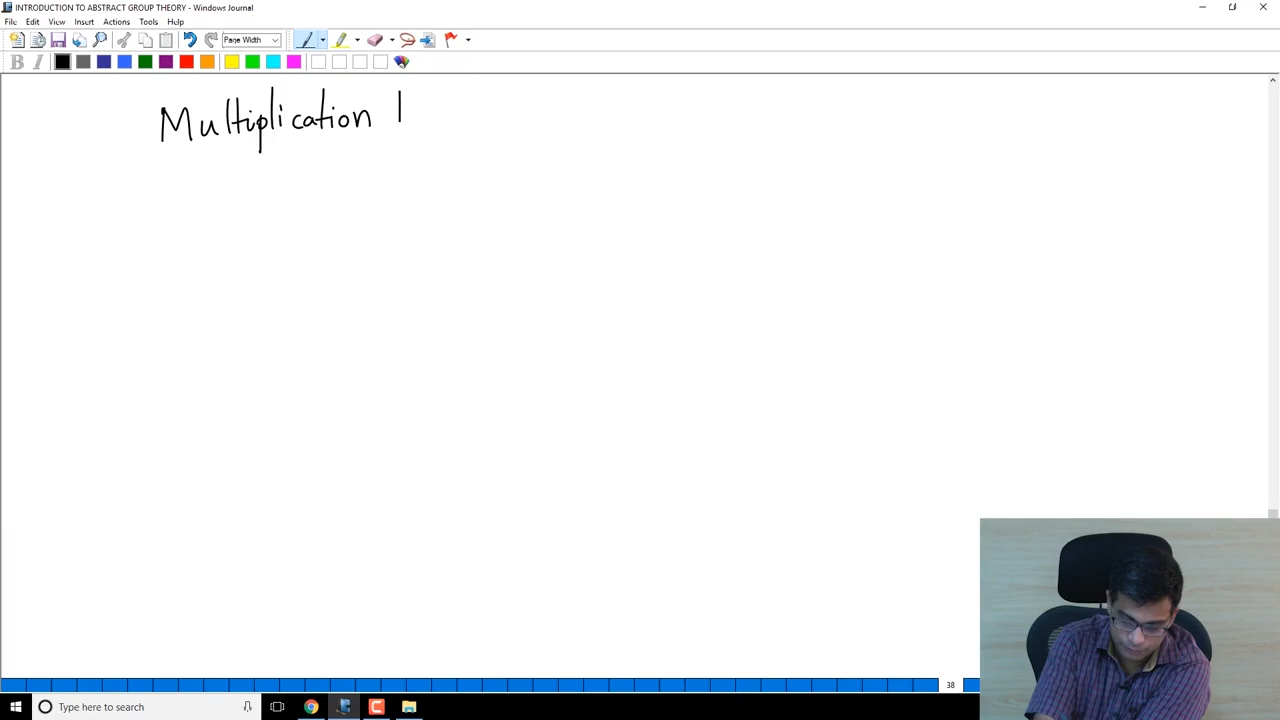 INTRODUCTION TO ABSTRACT GROUP THEORY - Windows Journal
File Edit View Insert Actions Tools Help
Page Width
B I
Multiplication
38
Type here to search